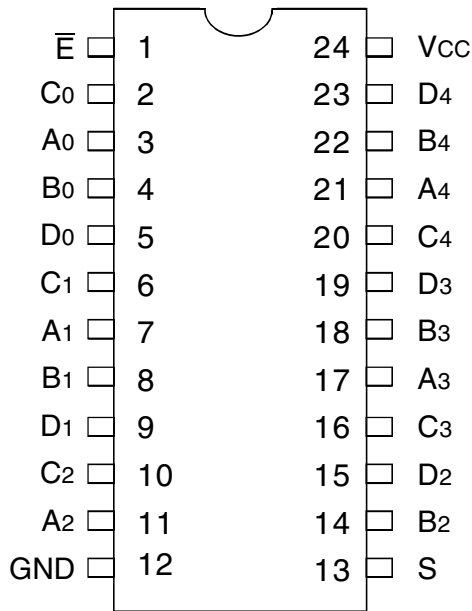 E̅ 1 24 VCC
C0 2 23 D4
A0 3 22 B4
B0 4 21 A4
D0 5 20 C4
C1 6 19 D3
A1 7 18 B3
B1 8 17 A3
D1 9 16 C3
C2 10 15 D2
A2 11 14 B2
GND 12 13 S